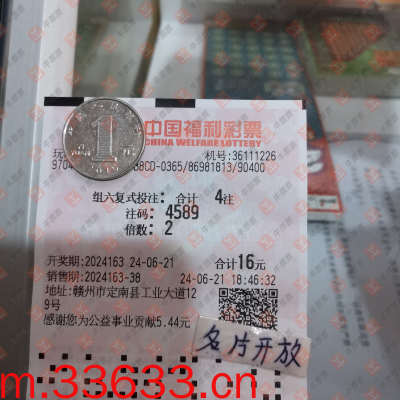 中国福利彩票
CHINA WELFARE LOTTERY
机号:36111226
8CD-0365/86981813/90400
组六复式投注: 合计 4注
注码: 4589
倍数: 2
开奖期:2024163 24-06-21 合计16元
销售期:2024163-38 24-06-21 18:46:32
地址:赣州市定南县工业大道12
9号
感谢您为公益事业贡献5.44元
名片开放
m.33633.cn